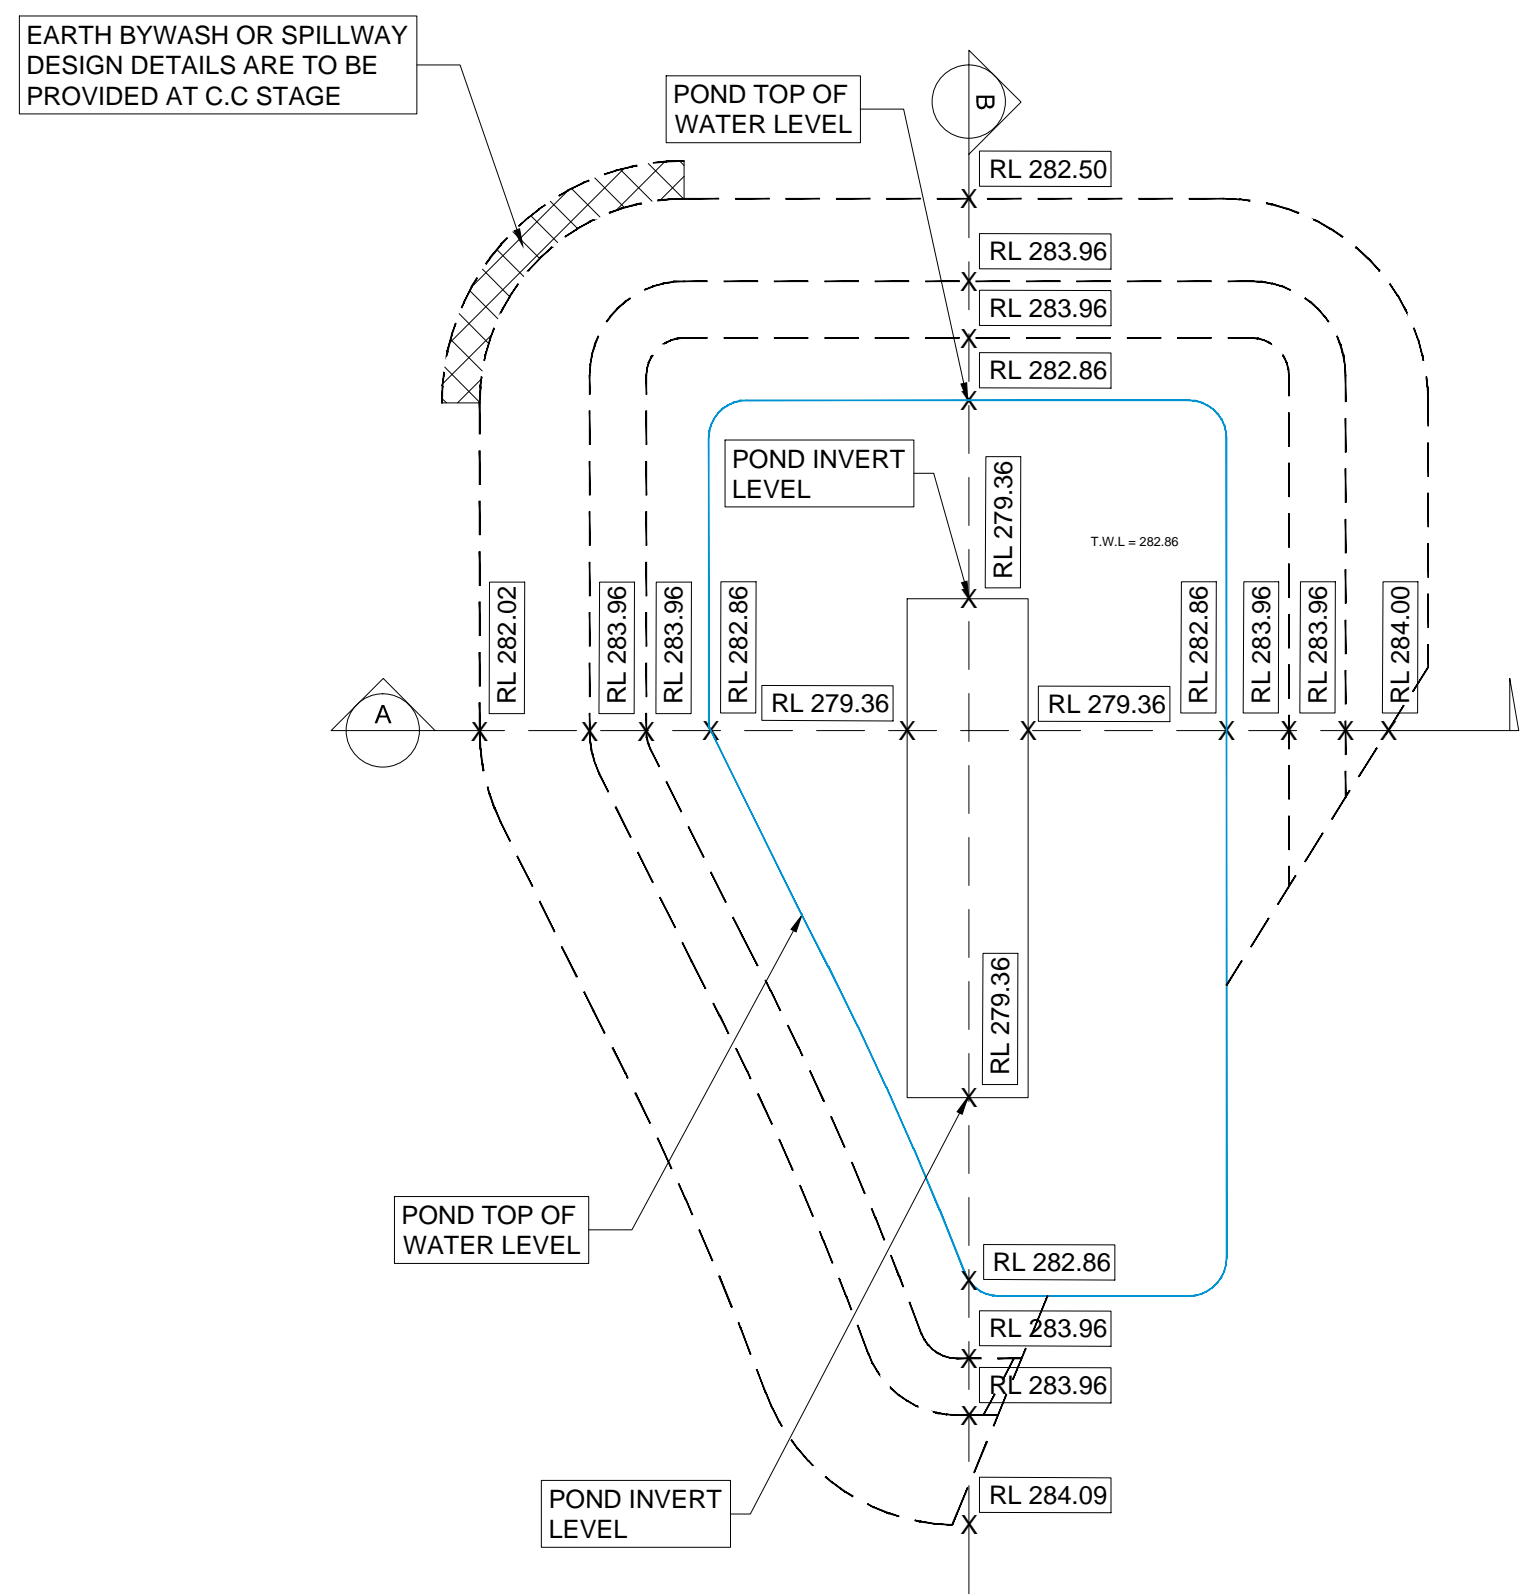 EARTH BYWASH OR SPILLWAY
DESIGN DETAILS ARE TO BE
PROVIDED AT C.C STAGE
POND TOP OF
WATER LEVEL
B
RL 282.50
RL 283.96
RL 283.96
RL 282.86
POND INVERT
LEVEL
RL 279.36
T.W.L = 282.86
RL 282.02
RL 283.96
RL 283.96
RL 282.86
RL 282.86
RL 283.96
RL 283.96
RL 284.00
A
RL 279.36
RL 279.36
RL 279.36
POND TOP OF
WATER LEVEL
RL 282.86
RL 283.96
RL 283.96
POND INVERT
LEVEL
RL 284.09